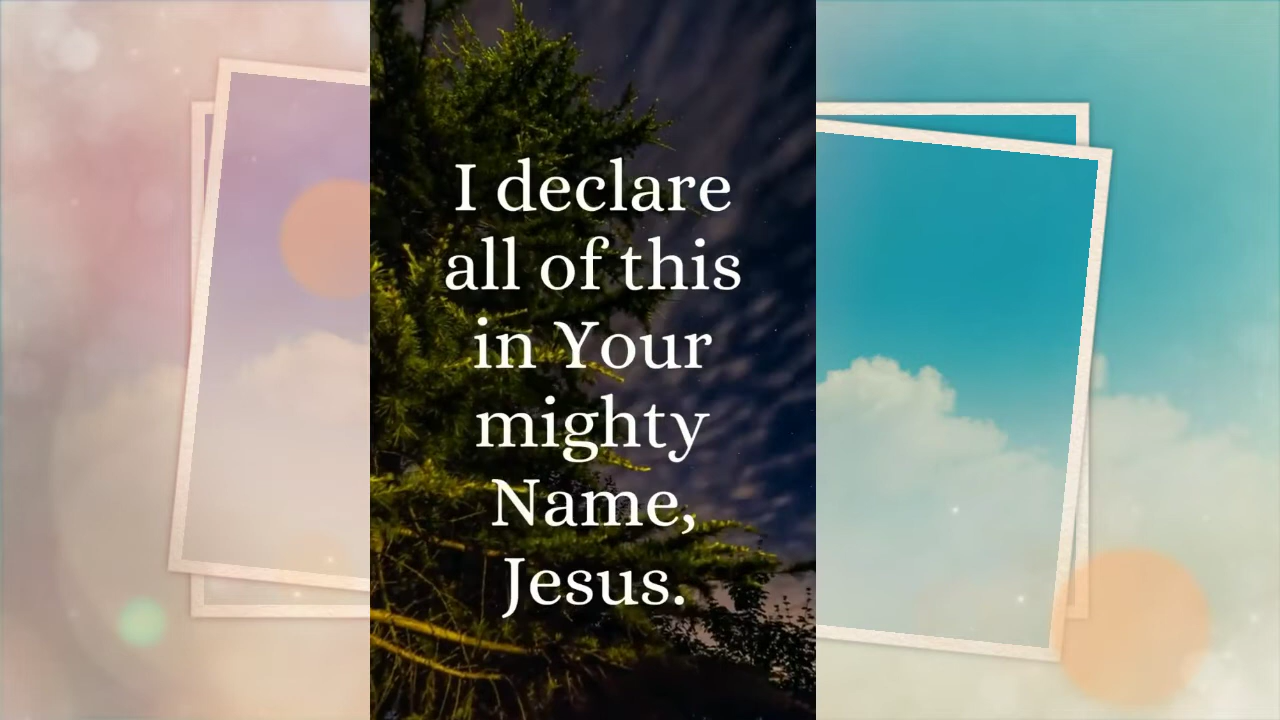 I declare
all of this
in Your
mighty
Name,
Jesus.